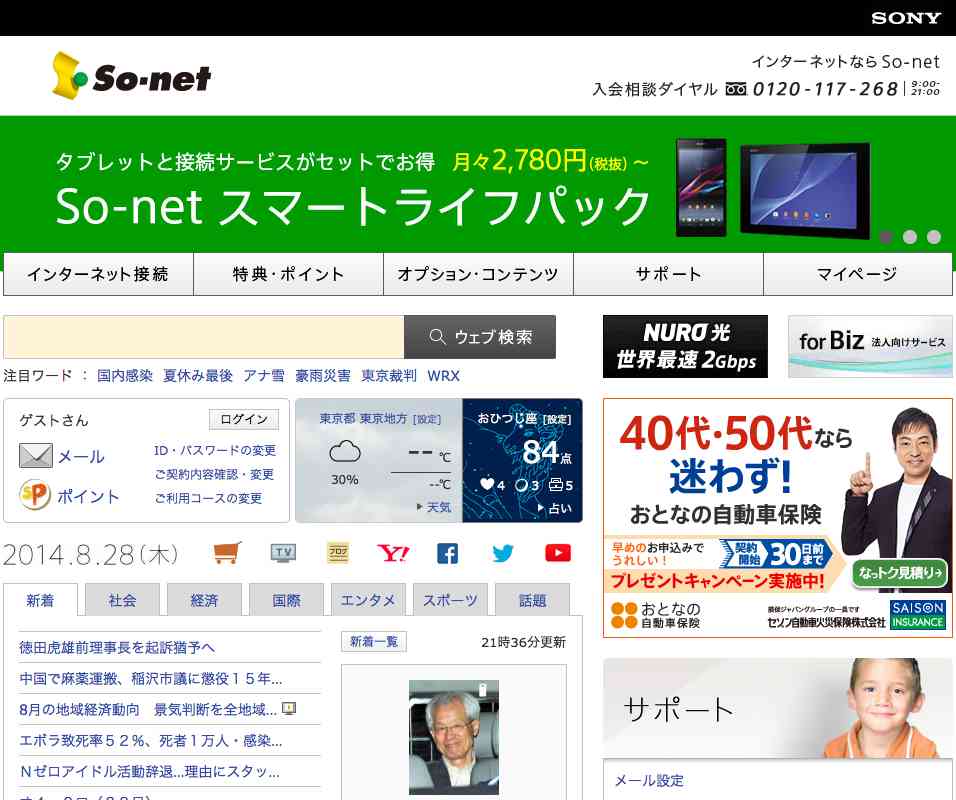 SONY
So-net
インターネットなら So-net
入会相談ダイヤル 0120-117-268 9:00-21:00
タブレットと接続サービスがセットでお得 月々2,780円(税抜)～
So-net スマートライフパック
インターネット接続 特典・ポイント オプション・コンテンツ サポート マイページ
ウェブ検索
NURO 光
世界最速 2Gbps
for Biz 法人向けサービス
注目ワード ： 国内感染 夏休み最後 アナ雪 豪雨災害 東京裁判 WRX
ゲストさん ログイン
メール
ポイント
ID・パスワードの変更
ご契約内容確認・変更
ご利用コースの変更
東京都 東京地方 [設定]
30%
-- ℃
--℃
天気
おひつじ座 [設定]
84点
4 3 5
占い
40代・50代なら
迷わず!
おとなの自動車保険
早めのお申込みで
うれしい!
契約開始 30日前まで
プレゼントキャンペーン実施中!
なっトク見積り→
おとなの自動車保険
損保ジャパングループの一員です
セゾン自動車火災保険株式会社
SAISON INSURANCE
2014.8.28(木)
TV
ブログ
Y!
新着 社会 経済 国際 エンタメ スポーツ 話題
徳田虎雄前理事長を起訴猶予へ
中国で麻薬運搬、稲沢市議に懲役１５年...
8月の地域経済動向　景気判断を全地域...
エボラ致死率５２％、死者１万人・感染...
Ｎゼロアイドル活動辞退...理由にスタッ...
新着一覧 21時36分更新
サポート
メール設定